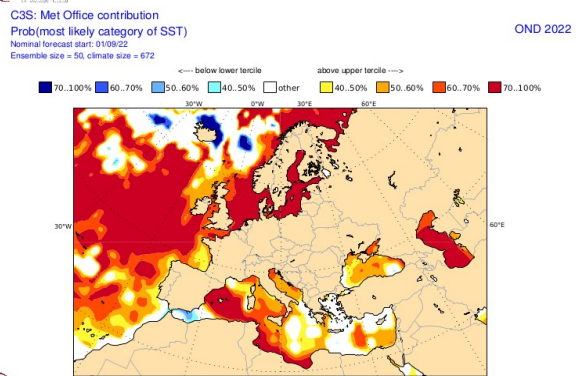 C3S: Met Office contribution
Prob(most likely category of SST)
OND 2022
Nominal forecast start: 01/09/22
Ensemble size = 50, climate size = 672
<---- below lower tercile
above upper tercile ---->
70..100%
60..70%
50..60%
40..50%
other
40..50%
50..60%
60..70%
70..100%
30°W
0°W
30°E
60°E
30°W
60°E